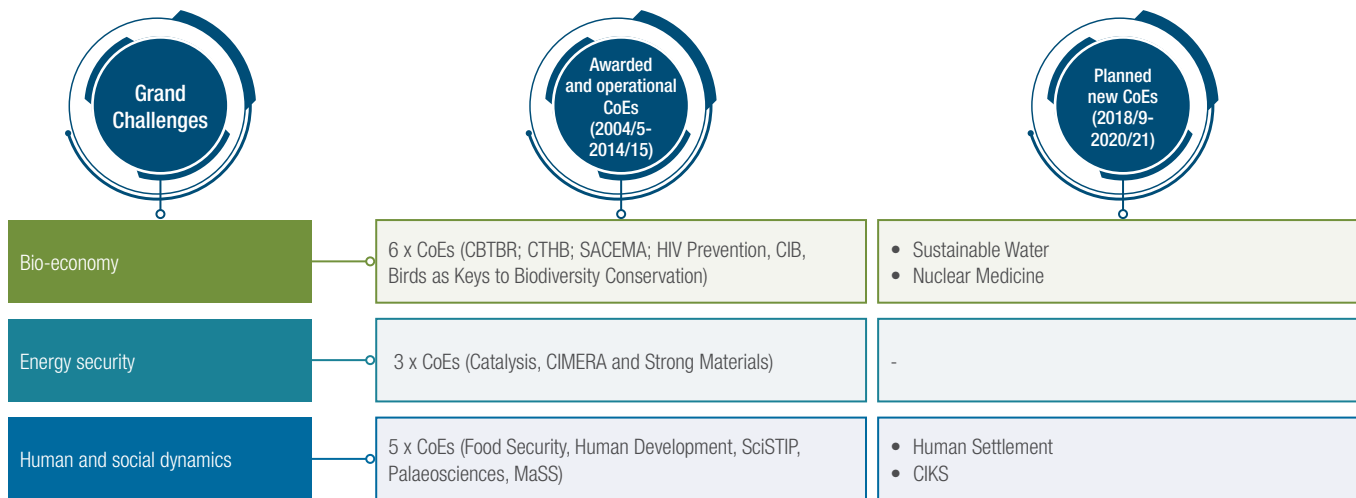 Grand
Challenges
Awarded
and operational
CoEs
(2004/5-
2014/15)
Planned
new CoEs
(2018/9-
2020/21)
Bio-economy
6 x CoEs (CBTBR; CTHB; SACEMA; HIV Prevention, CIB,
Birds as Keys to Biodiversity Conservation)
• Sustainable Water
• Nuclear Medicine
Energy security
3 x CoEs (Catalysis, CIMERA and Strong Materials)
-
Human and social dynamics
5 x CoEs (Food Security, Human Development, SciSTIP,
Palaeosciences, MaSS)
• Human Settlement
• CIKS